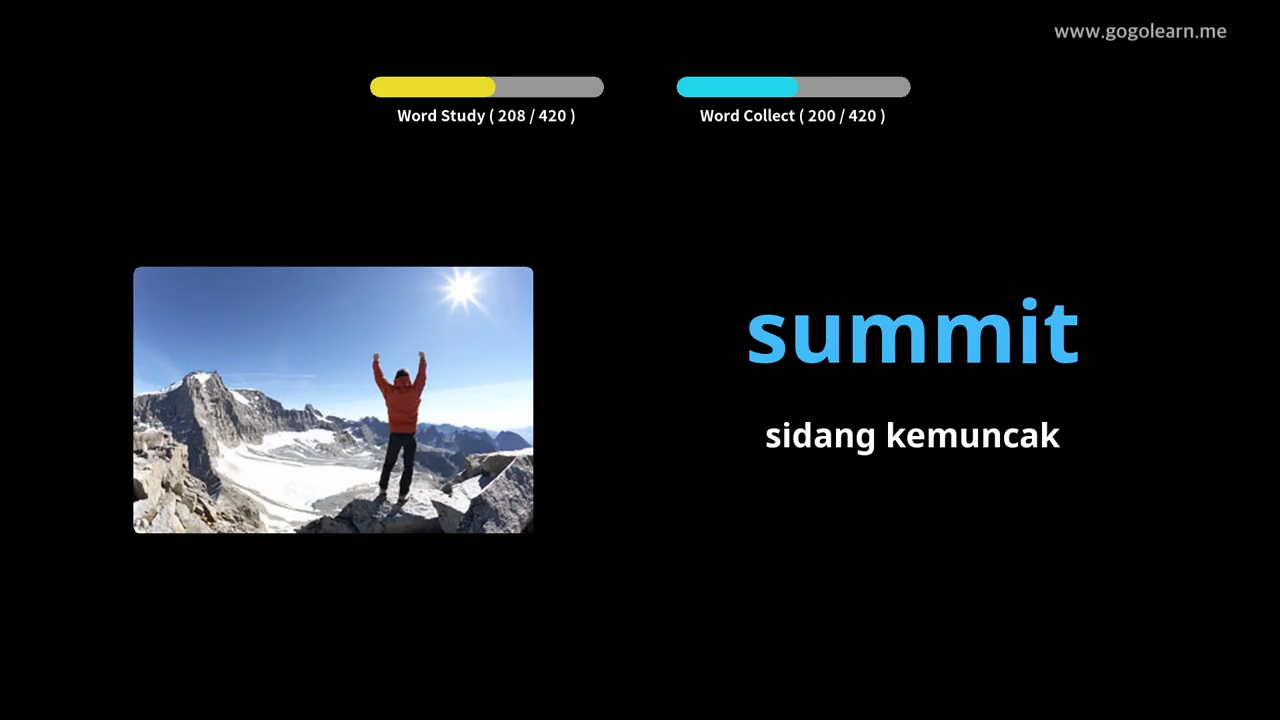 www.gogolearn.me
Word Study ( 208 / 420 )
Word Collect ( 200 / 420 )
summit
sidang kemuncak